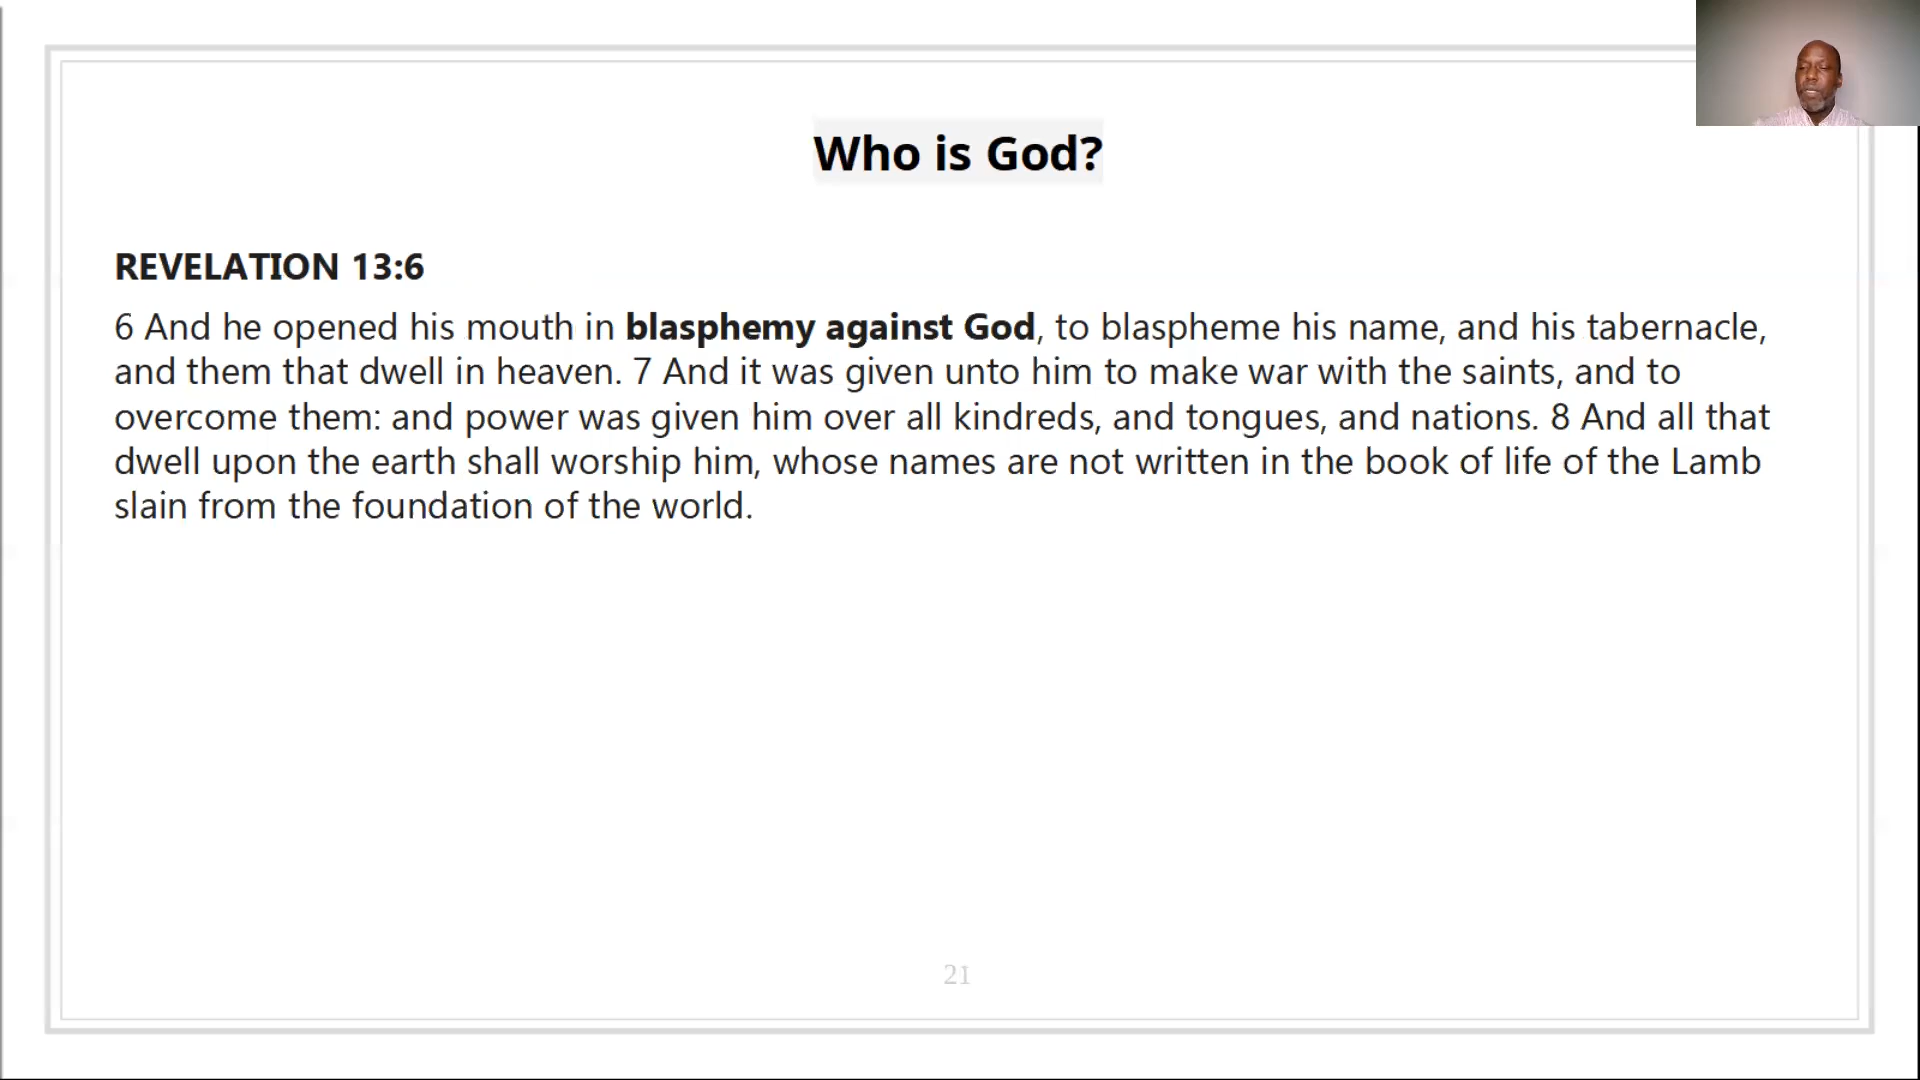 Who is God?
REVELATION 13:6
6 And he opened his mouth in blasphemy against God, to blaspheme his name, and his tabernacle,
and them that dwell in heaven. 7 And it was given unto him to make war with the saints, and to
overcome them: and power was given him over all kindreds, and tongues, and nations. 8 And all that
dwell upon the earth shall worship him, whose names are not written in the book of life of the Lamb
slain from the foundation of the world.
21